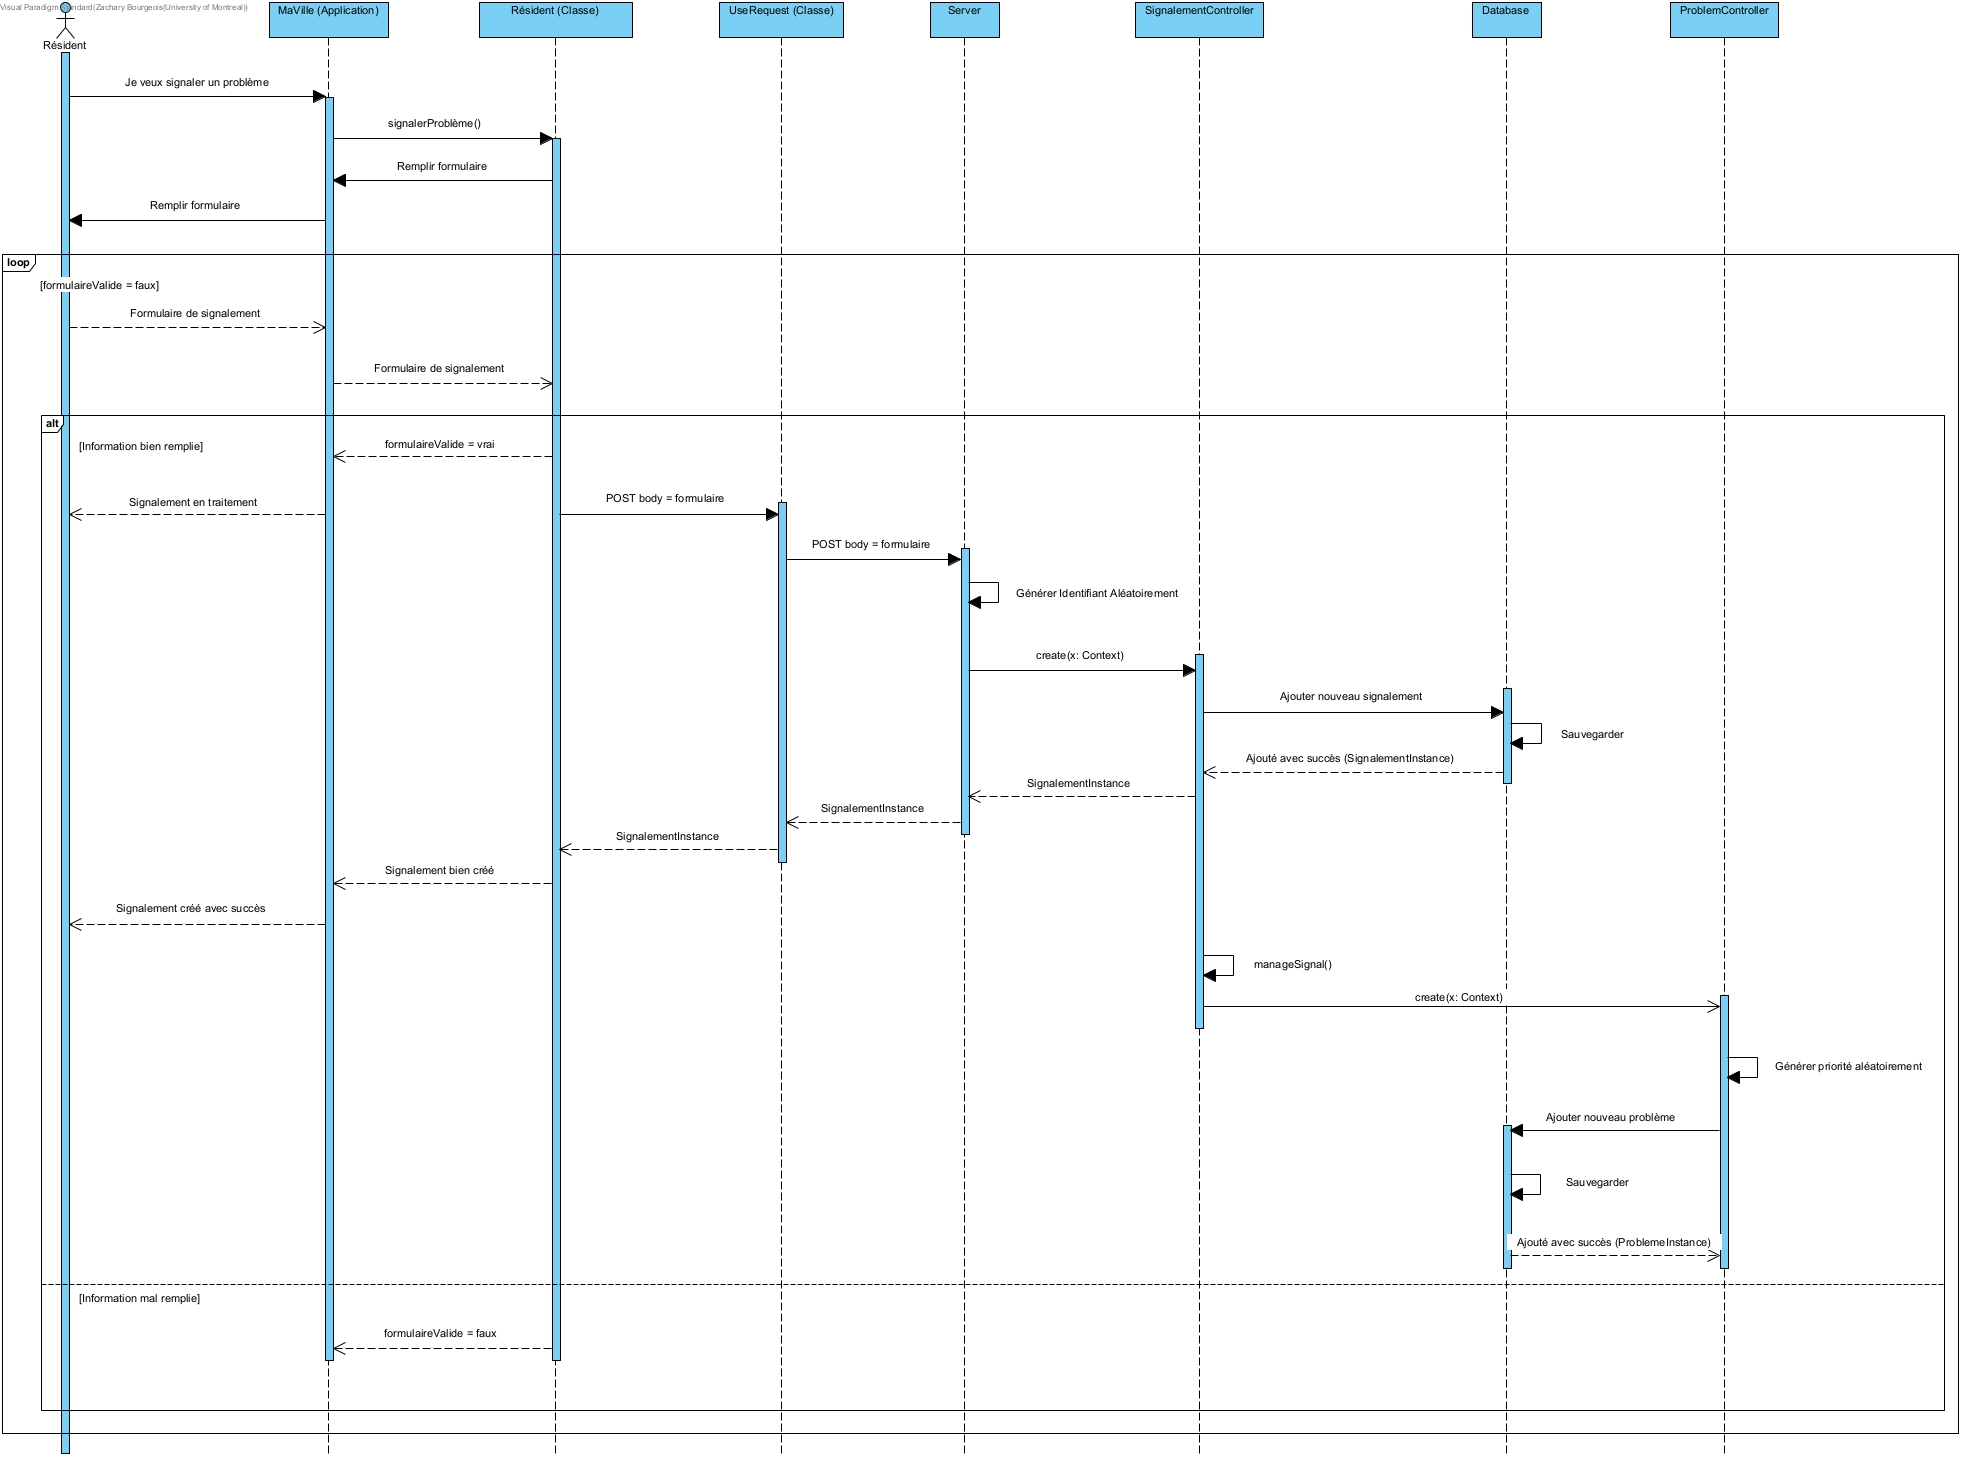 Visual Paradigm Standard(Zachary Bourgeois(University of Montreal))
Résident
MaVille (Application)
Résident (Classe)
UseRequest (Classe)
Server
SignalementController
Database
ProblemController
Je veux signaler un problème
signalerProblème()
Remplir formulaire
Remplir formulaire
loop
[formulaireValide = faux]
Formulaire de signalement
Formulaire de signalement
alt
[Information bien remplie]
formulaireValide = vrai
Signalement en traitement
POST body = formulaire
POST body = formulaire
Générer Identifiant Aléatoirement
create(x: Context)
Ajouter nouveau signalement
Sauvegarder
Ajouté avec succès (SignalementInstance)
SignalementInstance
SignalementInstance
SignalementInstance
Signalement bien créé
Signalement créé avec succès
manageSignal()
create(x: Context)
Générer priorité aléatoirement
Ajouter nouveau problème
Sauvegarder
Ajouté avec succès (ProblemeInstance)
[Information mal remplie]
formulaireValide = faux